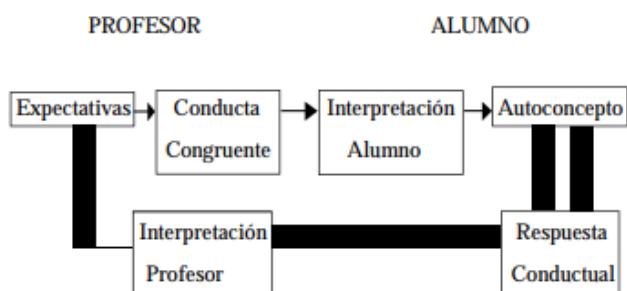 PROFESOR
ALUMNO
Expectativas
Conducta
Congruente
Interpretación
Alumno
Autoconcepto
Interpretación
Profesor
Respuesta
Conductual